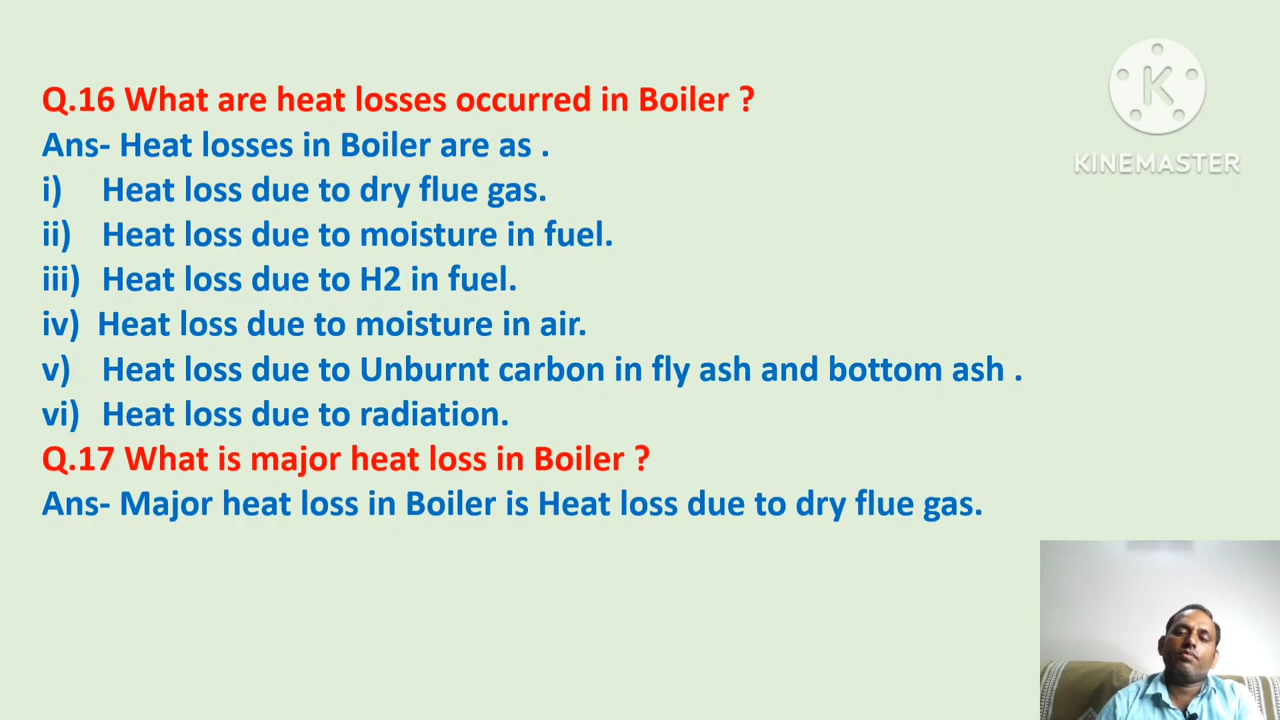 Q.16 What are heat losses occurred in Boiler ?
Ans- Heat losses in Boiler are as .
i) Heat loss due to dry flue gas.
ii) Heat loss due to moisture in fuel.
iii) Heat loss due to H2 in fuel.
iv) Heat loss due to moisture in air.
v) Heat loss due to Unburnt carbon in fly ash and bottom ash .
vi) Heat loss due to radiation.
Q.17 What is major heat loss in Boiler ?
Ans- Major heat loss in Boiler is Heat loss due to dry flue gas.
K
KINEMASTER